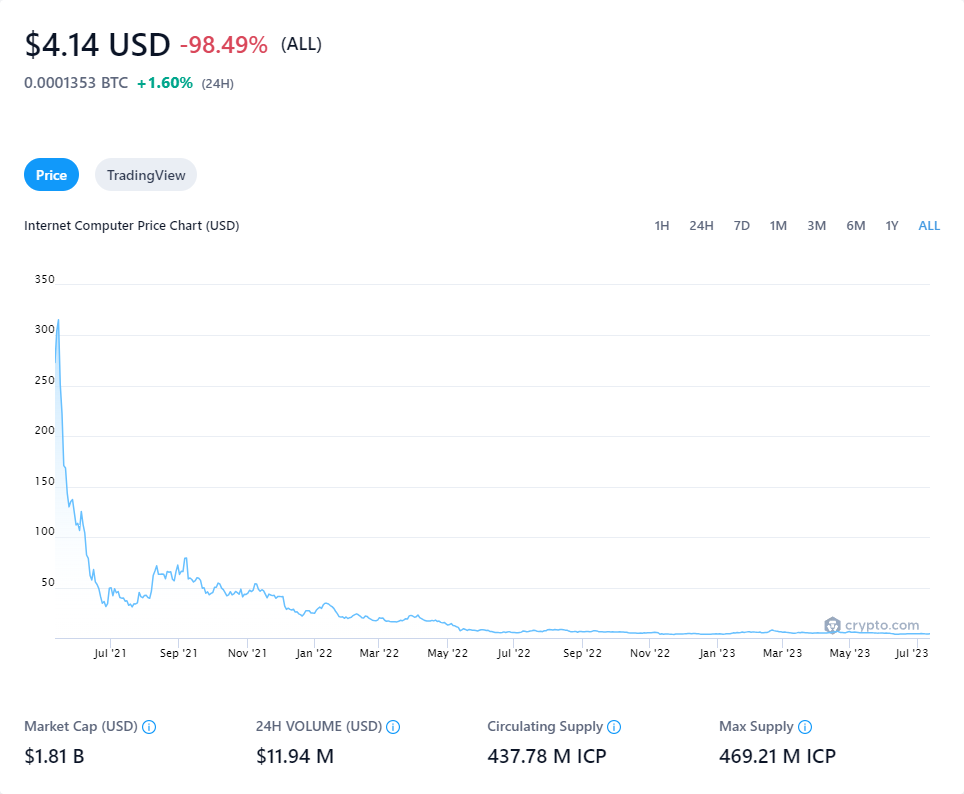 $4.14 USD -98.49% (ALL)
0.0001353 BTC +1.60% (24H)
Price TradingView
Internet Computer Price Chart (USD) 1H 24H 7D 1M 3M 6M 1Y ALL
350
300
250
200
150
100
50
crypto.com
Jul '21 Sep '21 Nov '21 Jan '22 Mar '22 May '22 Jul '22 Sep '22 Nov '22 Jan '23 Mar '23 May '23 Jul '23
Market Cap (USD) 24H VOLUME (USD) Circulating Supply Max Supply
$1.81 B $11.94 M 437.78 M ICP 469.21 M ICP